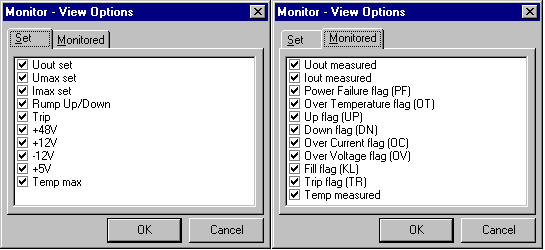 Monitor - View Options
Set Monitored
Uout set
Umax set
Imax set
Rump Up/Down
Trip
+48V
+12V
-12V
+5V
Temp max
OK Cancel
Monitor - View Options
Set Monitored
Uout measured
Iout measured
Power Failure flag (PF)
Over Temperature flag (OT)
Up flag (UP)
Down flag (DN)
Over Current flag (OC)
Over Voltage flag (OV)
Fill flag (KL)
Trip flag (TR)
Temp measured
OK Cancel